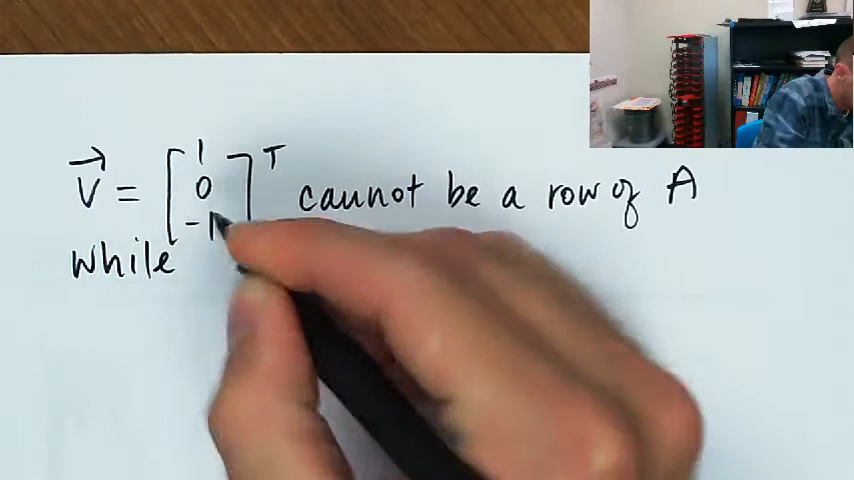 →
V = [1 0 -1]ᵀ cannot be a row of A
while